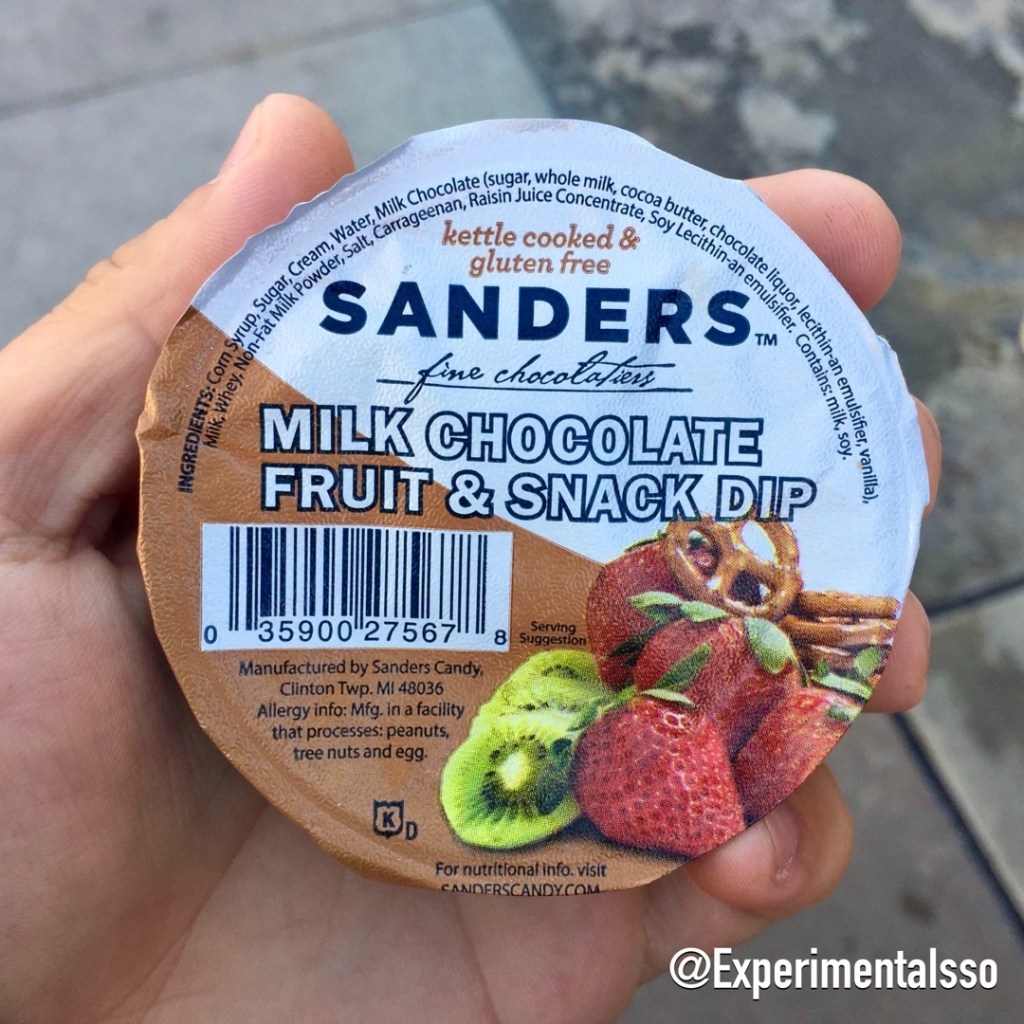 INGREDIENTS: Corn Syrup, Sugar, Cream, Water, Milk Chocolate (sugar, whole milk, cocoa butter, chocolate liquor, lecithin-an emulsifier, vanilla),
Milk, Whey, Non-Fat Milk Powder, Salt, Carrageenan, Raisin Juice Concentrate, Soy Lecithin-an emulsifier. Contains: milk, soy.
kettle cooked &
gluten free
SANDERS™
fine chocolatiers
MILK CHOCOLATE
FRUIT & SNACK DIP
0 35900 27567 8
Serving
Suggestion
Manufactured by Sanders Candy,
Clinton Twp. MI 48036
Allergy info: Mfg. in a facility
that processes: peanuts,
tree nuts and egg.
K D
For nutritional info. visit
SANDERSCANDY.COM
@Experimentalsso